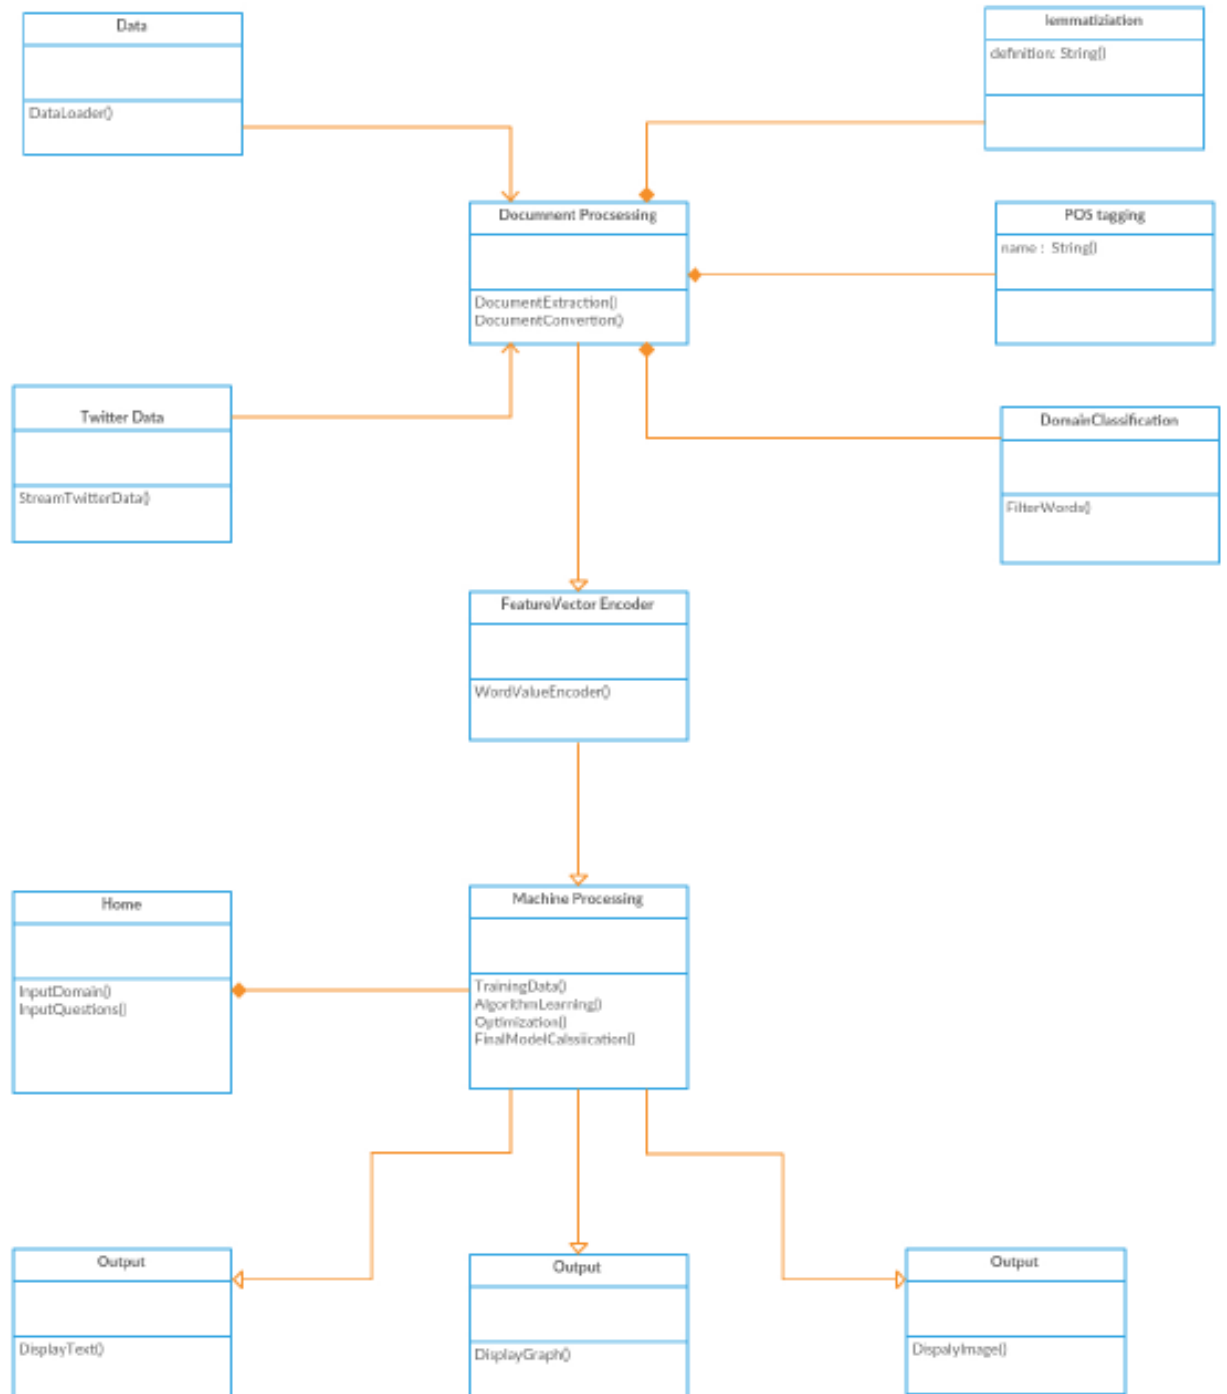 Data
DataLoader()
lemmatiziation
definition: String()
Documnent Procsessing
DocumentExtraction()
DocumentConvertion()
POS tagging
name : String()
Twitter Data
StreamTwitterData()
DomainClassification
FilterWords()
FeatureVector Encoder
WordValueEncoder()
Home
InputDomain()
InputQuestions()
Machine Processing
TrainingData()
AlgorithmLearning()
Optimization()
FinalModelCalssiication()
Output
DisplayText()
Output
DisplayGraph()
Output
DispalyImage()